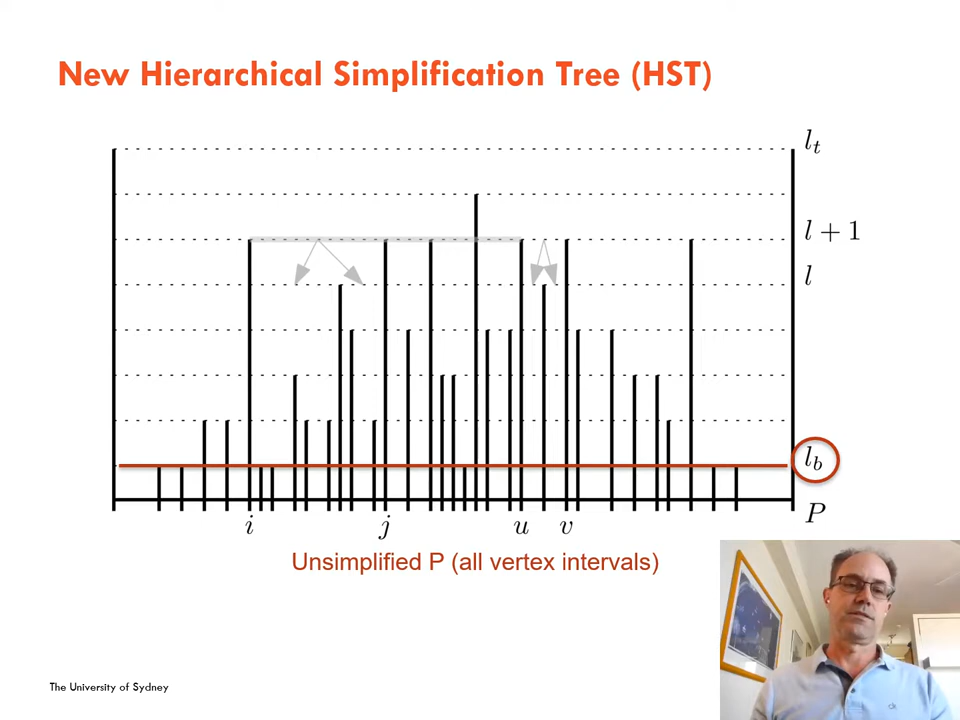 New Hierarchical Simplification Tree (HST)
l_t
l + 1
l
l_b
P
i j u v
Unsimplified P (all vertex intervals)
The University of Sydney